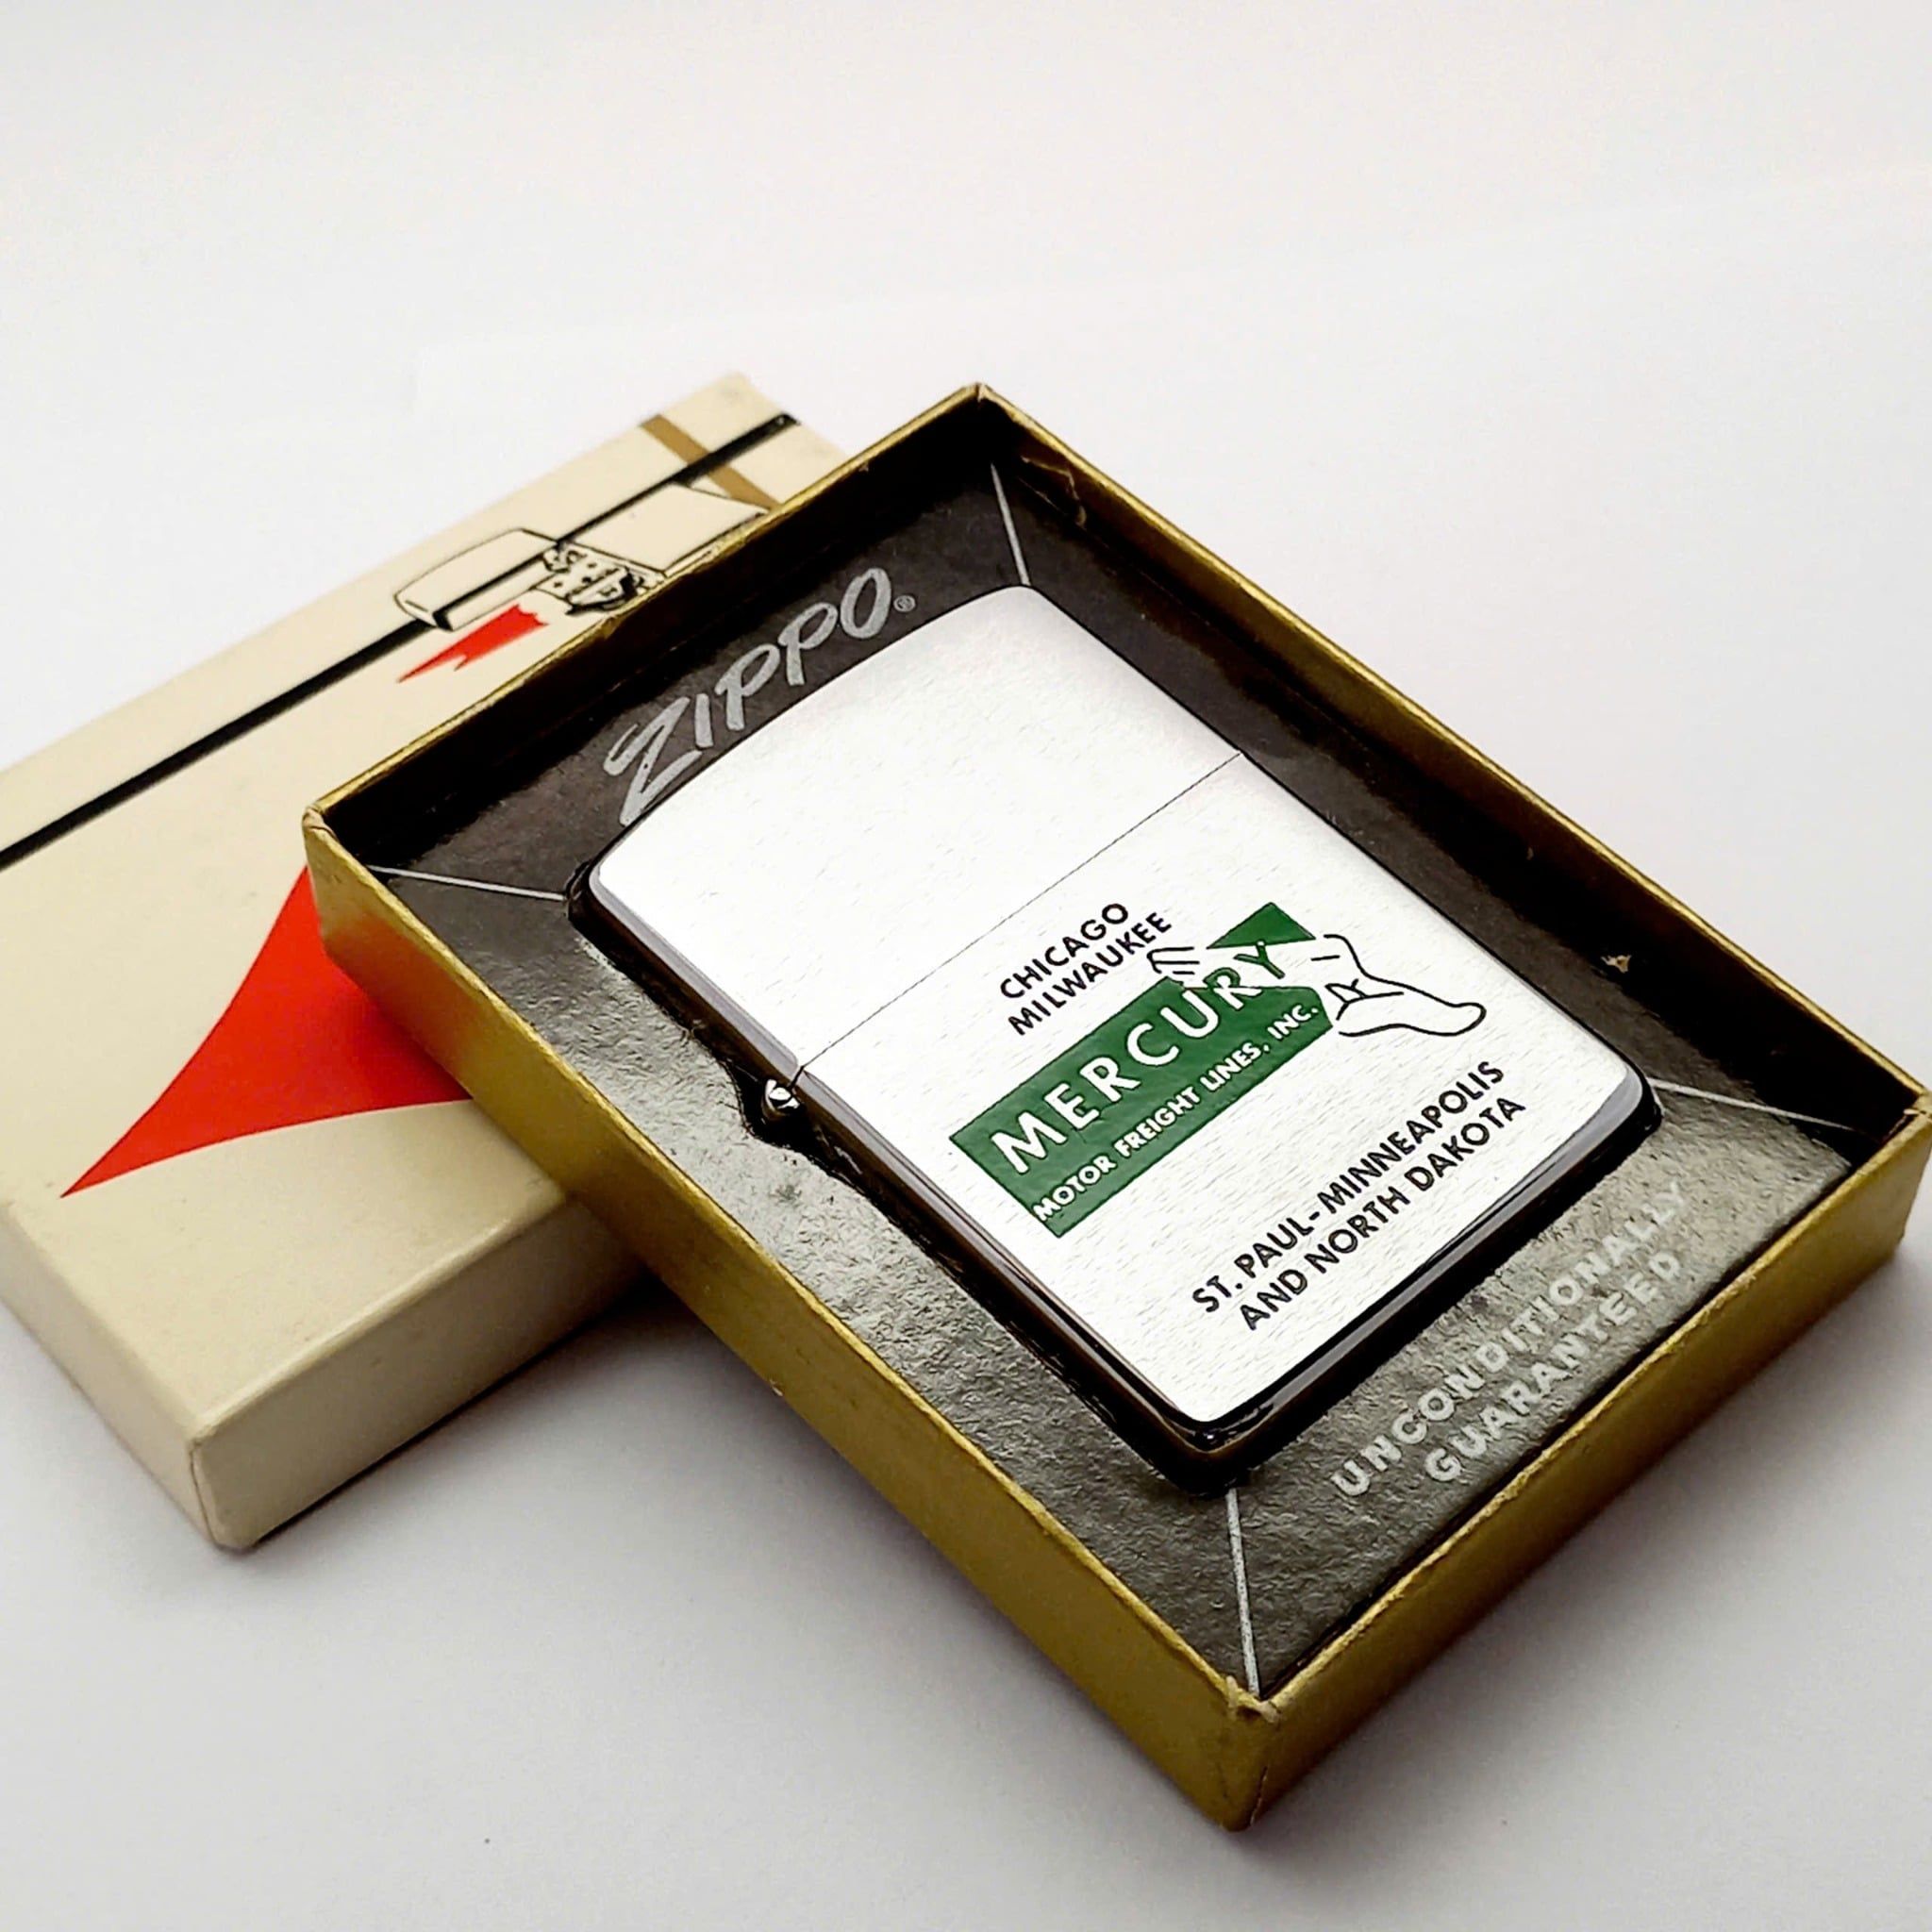 ZIPPO®
CHICAGO
MILWAUKEE
MERCURY
MOTOR FREIGHT LINES, INC.
ST. PAUL-MINNEAPOLIS
AND NORTH DAKOTA
UNCONDITIONALLY
GUARANTEED